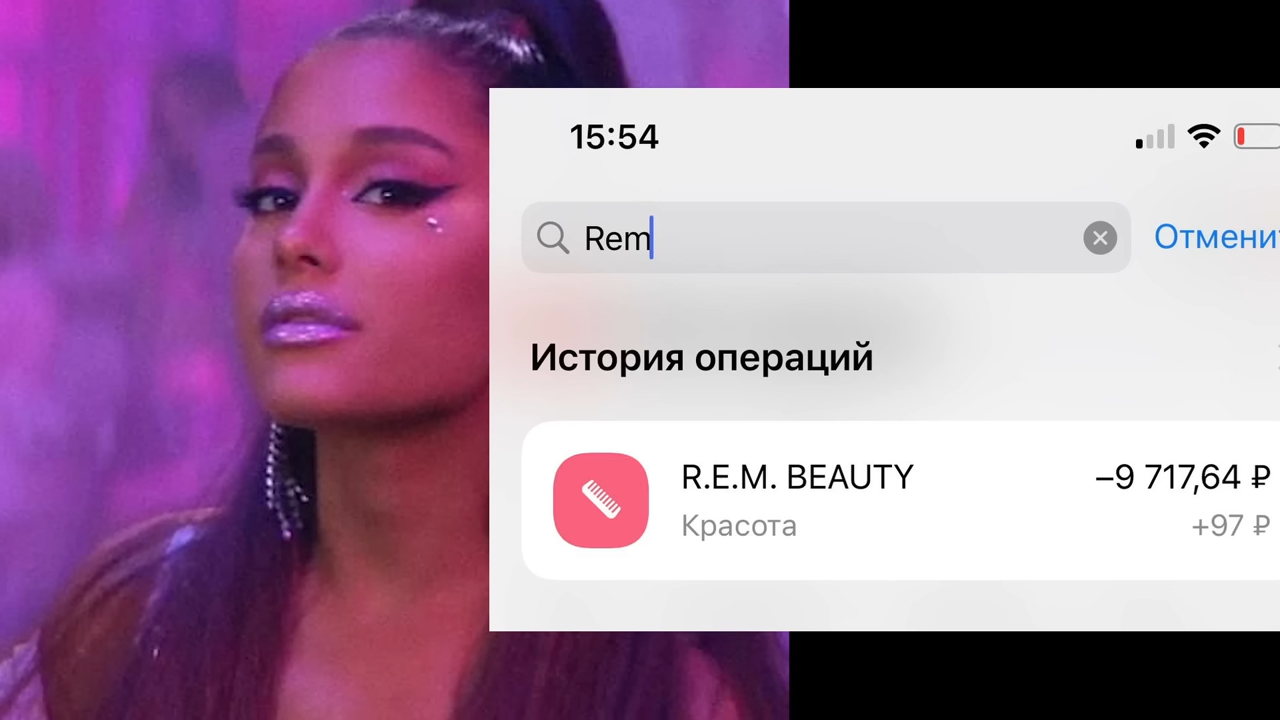 15:54
Rem
Отменит
История операций
R.E.M. BEAUTY
–9 717,64 ₽
Красота
+97 ₽